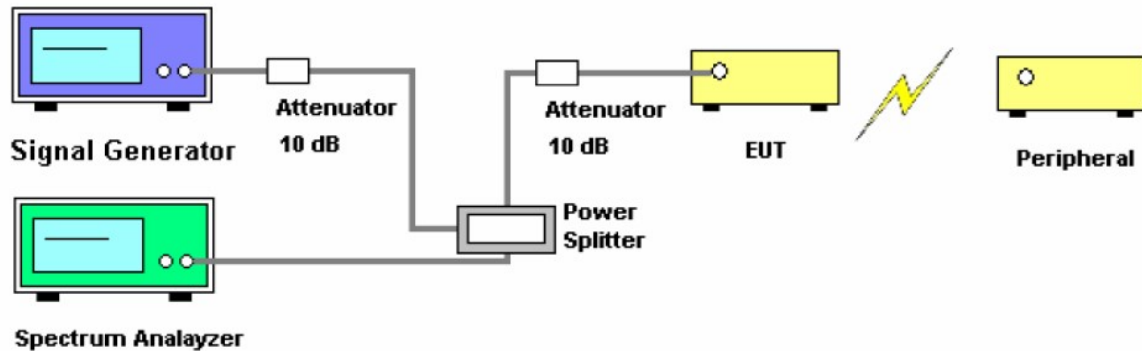 Signal Generator
Attenuator
10 dB
Attenuator
10 dB
EUT
Peripheral
Power
Splitter
Spectrum Analayzer